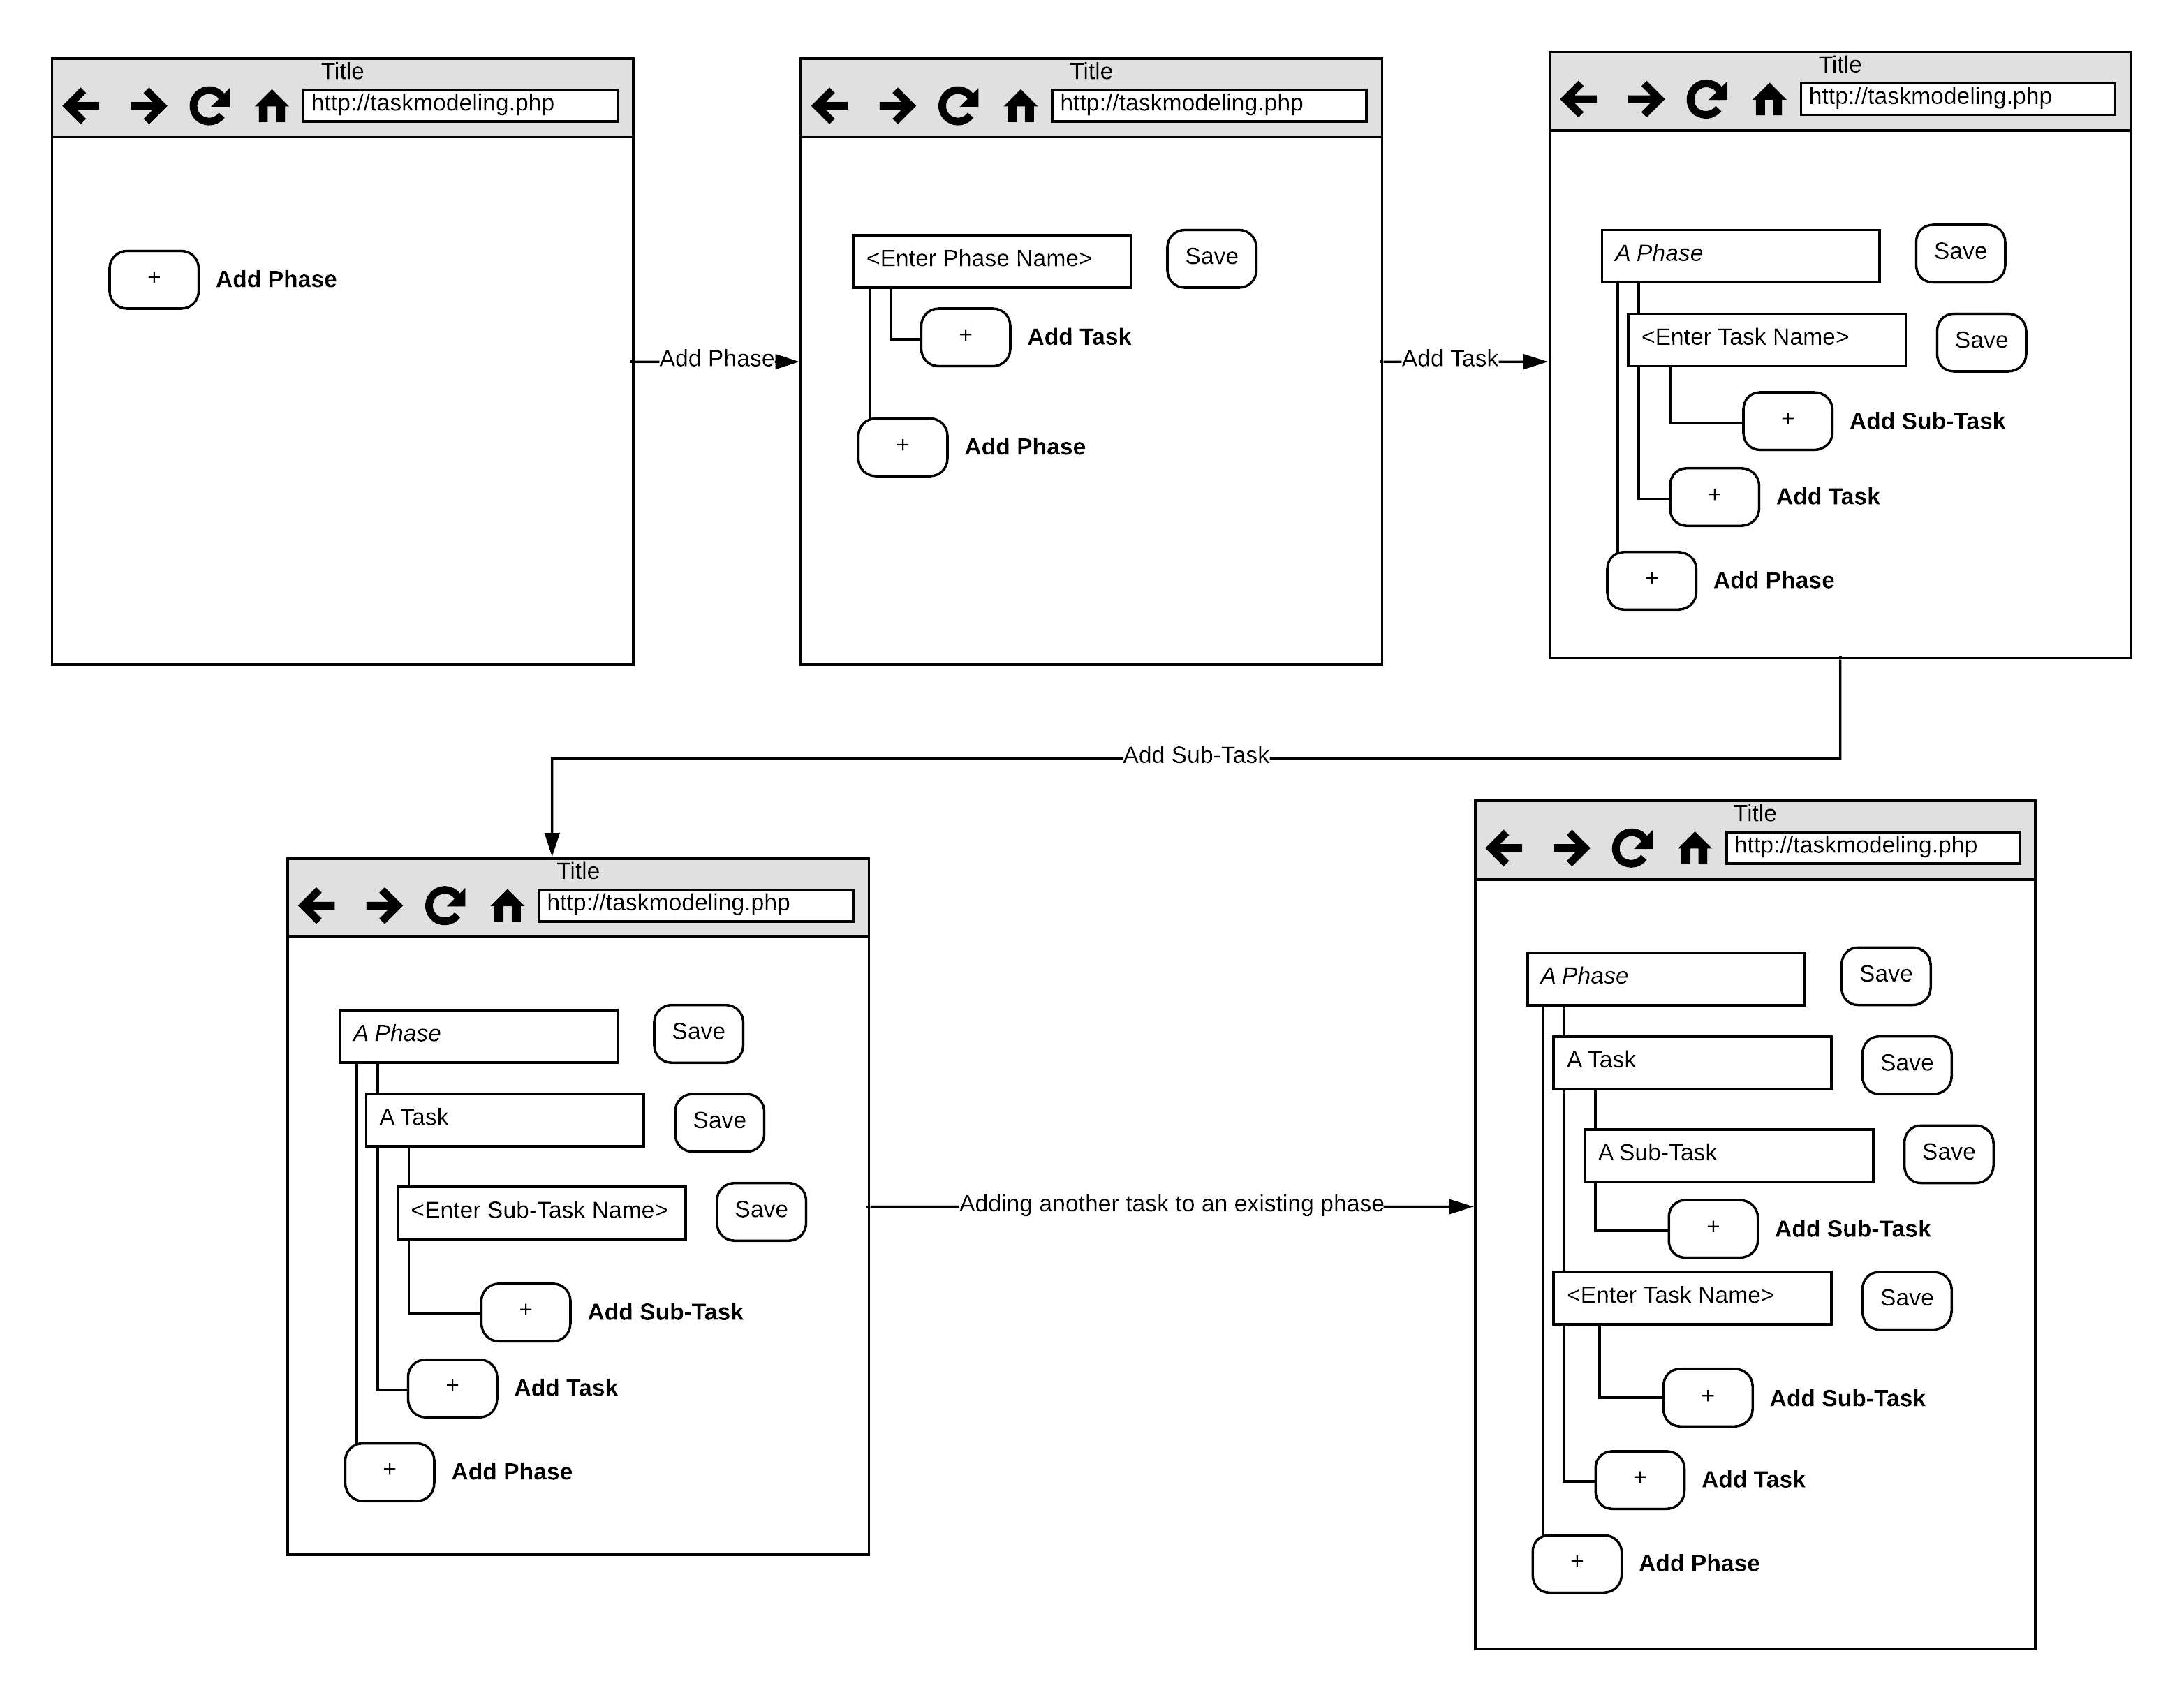 Title
http://taskmodeling.php
+
Add Phase
Add Phase
Title
http://taskmodeling.php
<Enter Phase Name>
Save
+
Add Task
+
Add Phase
Add Task
Title
http://taskmodeling.php
A Phase
Save
<Enter Task Name>
Save
+
Add Sub-Task
+
Add Task
+
Add Phase
Add Sub-Task
Title
http://taskmodeling.php
A Phase
Save
A Task
Save
<Enter Sub-Task Name>
Save
+
Add Sub-Task
+
Add Task
+
Add Phase
Adding another task to an existing phase
Title
http://taskmodeling.php
A Phase
Save
A Task
Save
A Sub-Task
Save
+
Add Sub-Task
<Enter Task Name>
Save
+
Add Sub-Task
+
Add Task
+
Add Phase